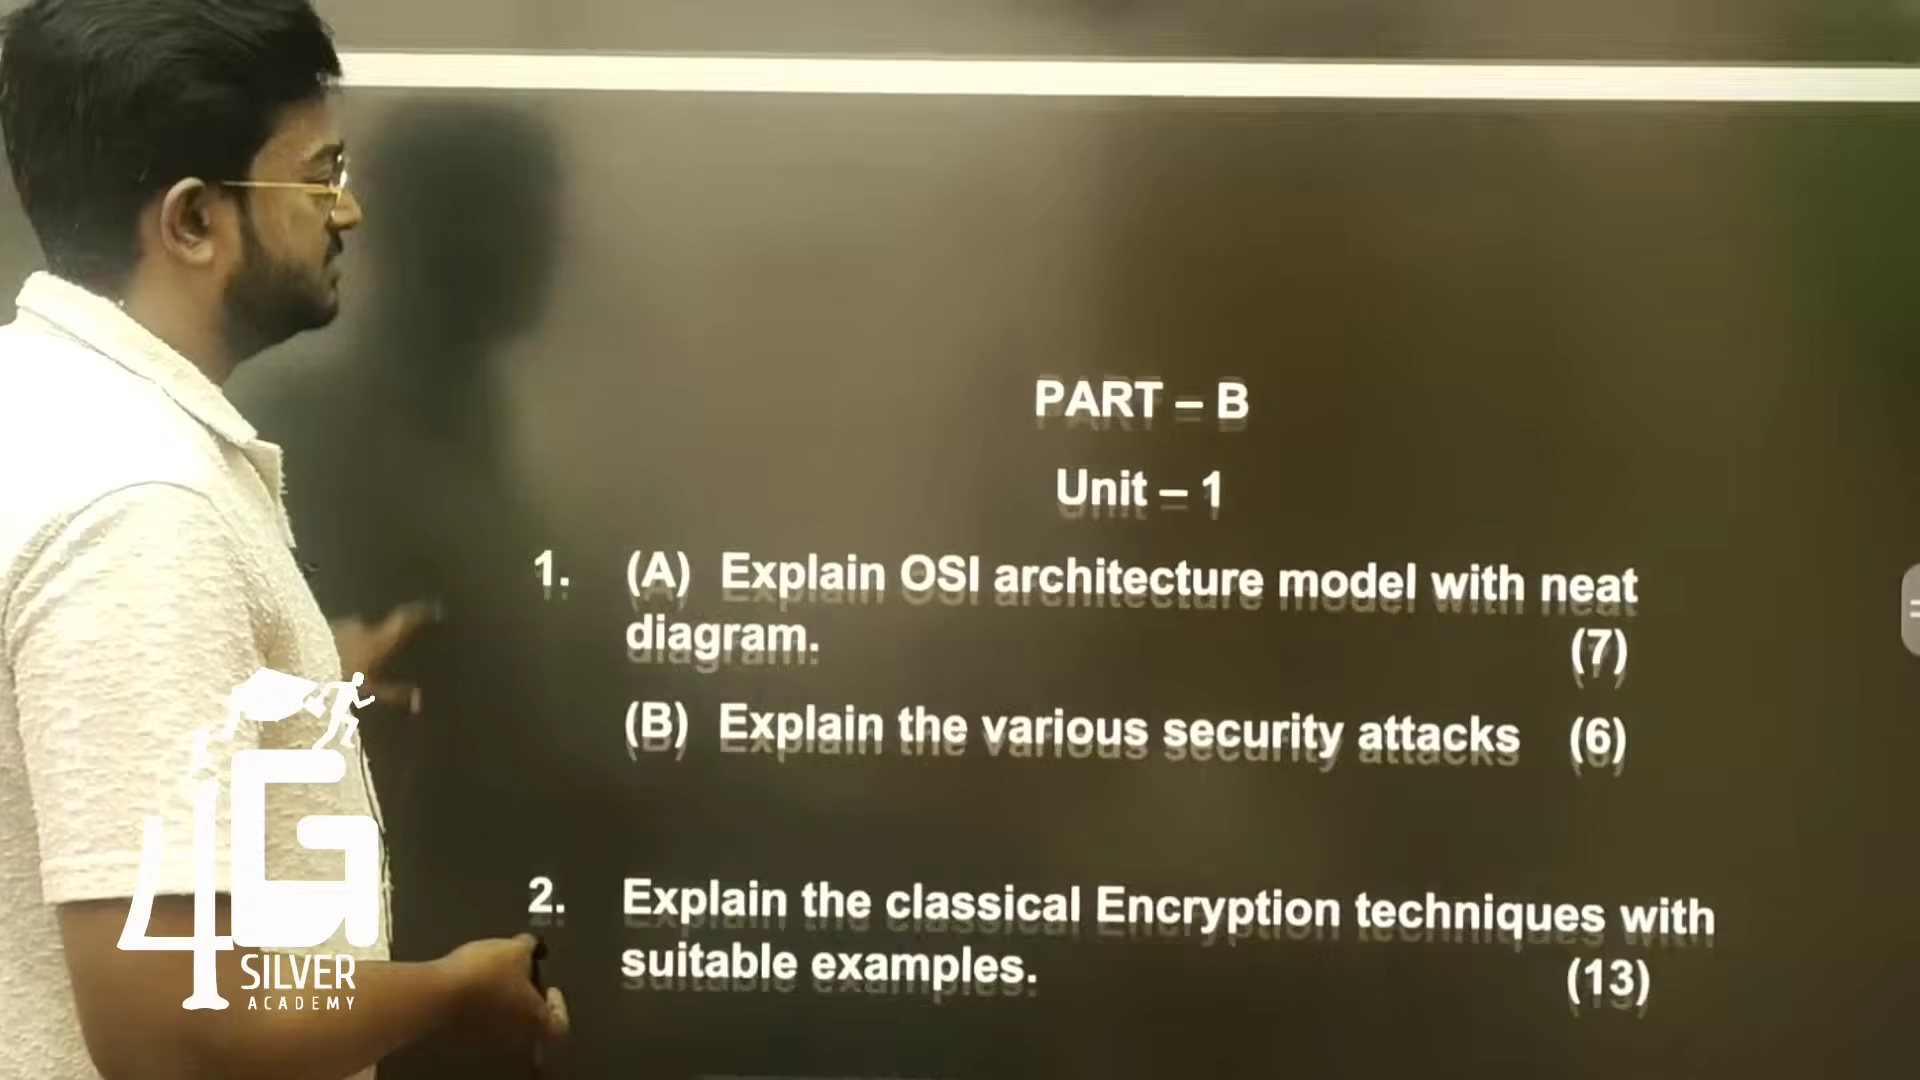 PART – B
Unit – 1
1. (A) Explain OSI architecture model with neat
diagram. (7)
(B) Explain the various security attacks (6)
2. Explain the classical Encryption techniques with
suitable examples. (13)
4G
SILVER
ACADEMY